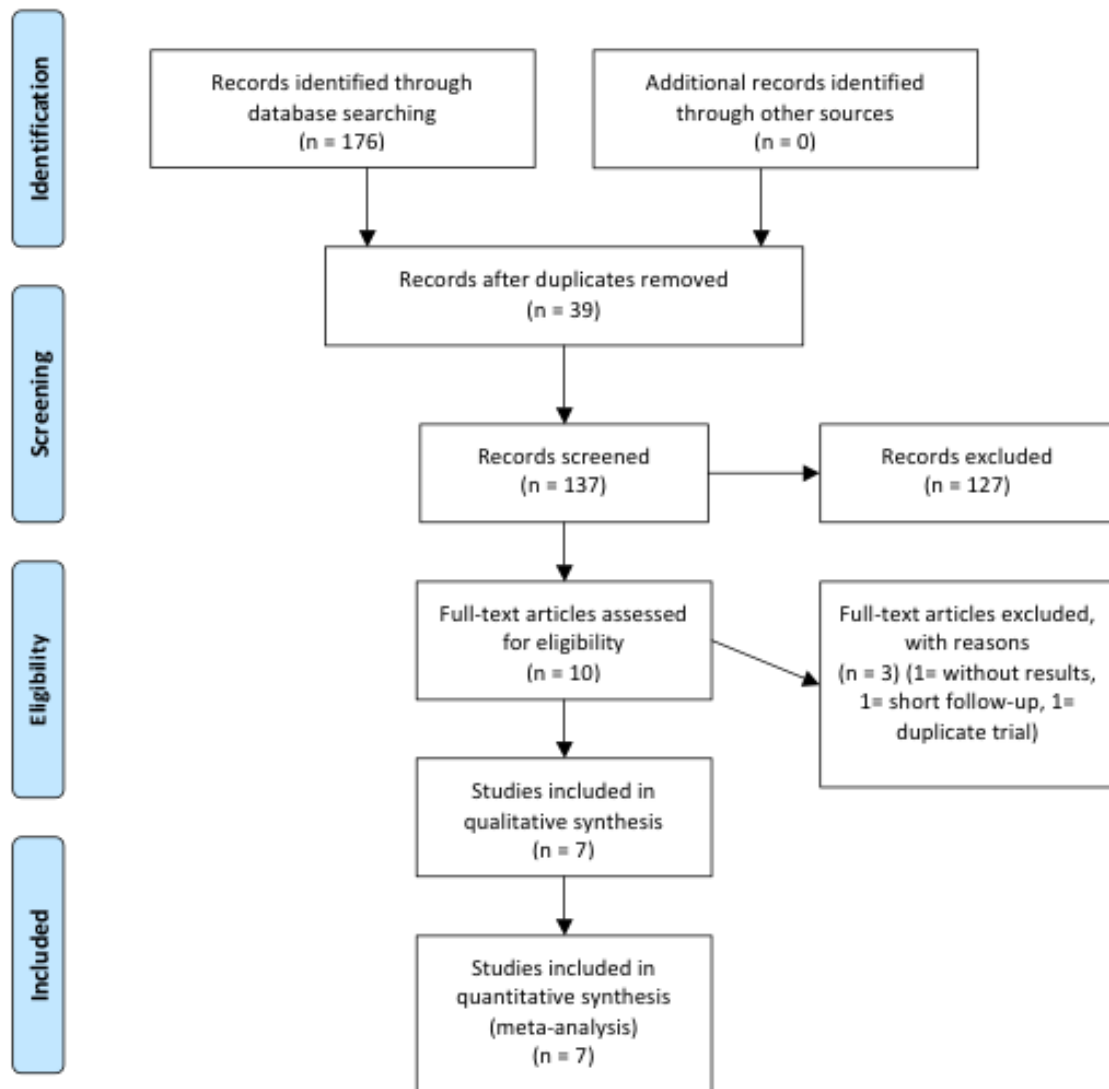 Identification
Records identified through
database searching
(n = 176)
Additional records identified
through other sources
(n = 0)
Records after duplicates removed
(n = 39)
Screening
Records screened
(n = 137)
Records excluded
(n = 127)
Eligibility
Full-text articles assessed
for eligibility
(n = 10)
Full-text articles excluded,
with reasons
(n = 3) (1= without results,
1= short follow-up, 1=
duplicate trial)
Studies included in
qualitative synthesis
(n = 7)
Included
Studies included in
quantitative synthesis
(meta-analysis)
(n = 7)